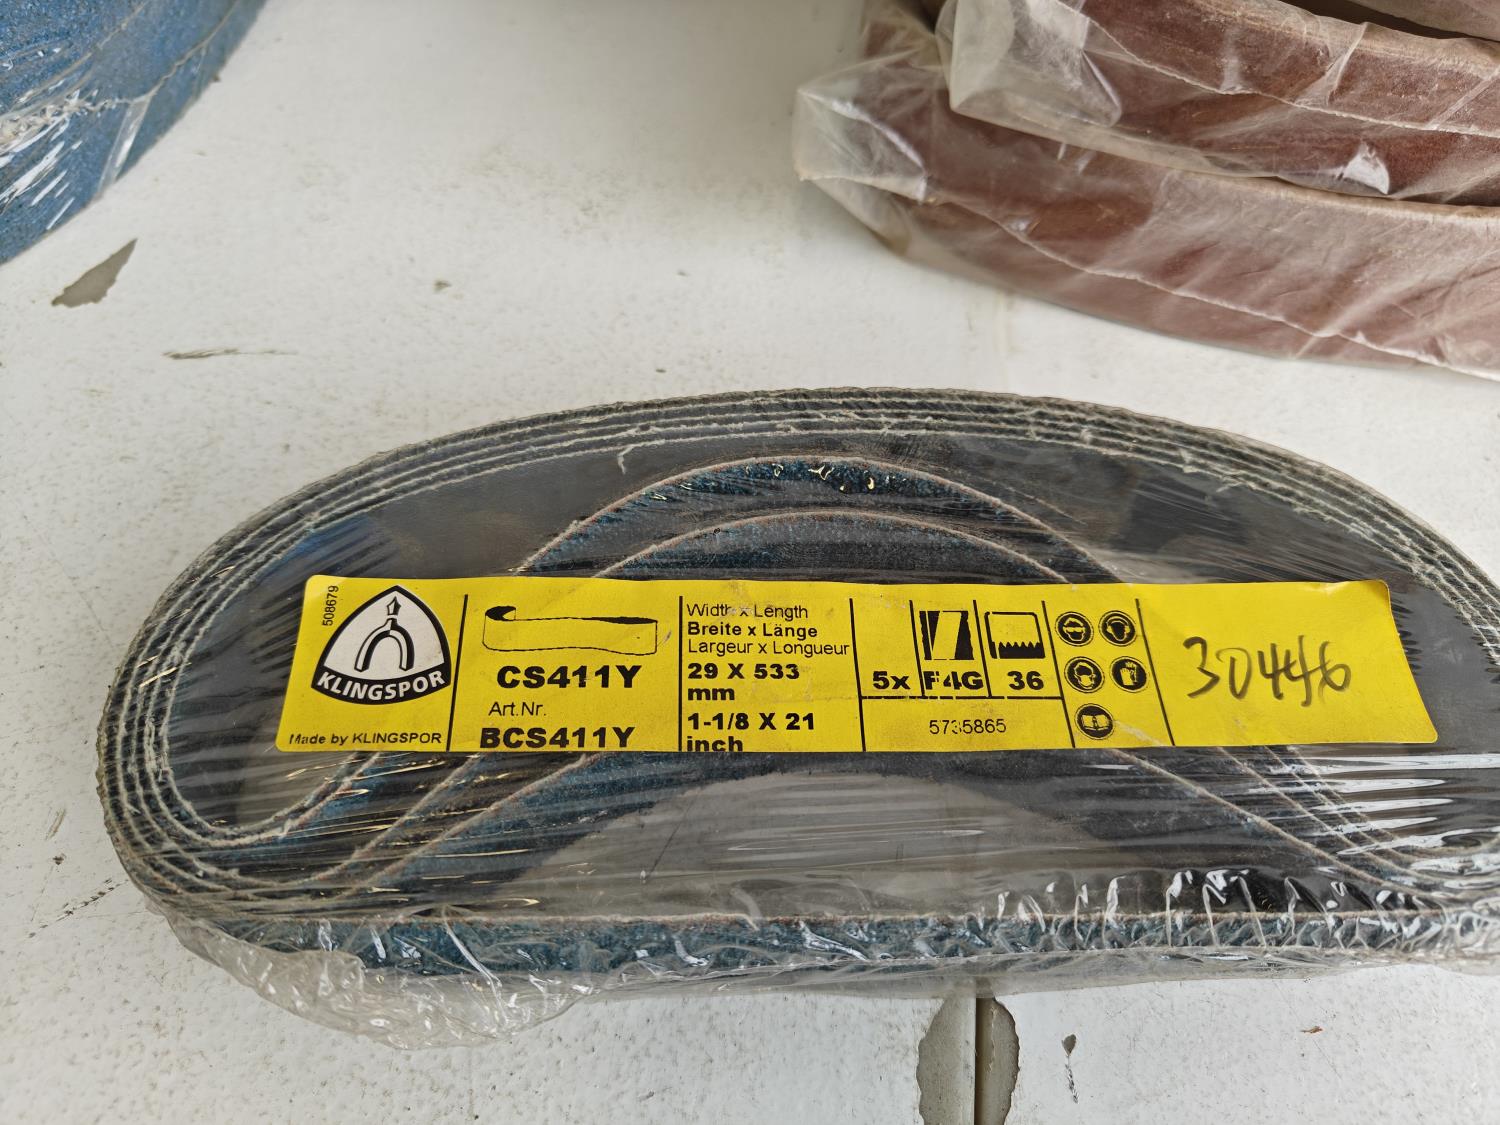 508679
KLINGSPOR
Made by KLINGSPOR
CS411Y
Art.Nr.
BCS411Y
Width x Length
Breite x Länge
Largeur x Longueur
29 X 533
mm
1-1/8 X 21
inch
5x F4G 36
5735865
30446